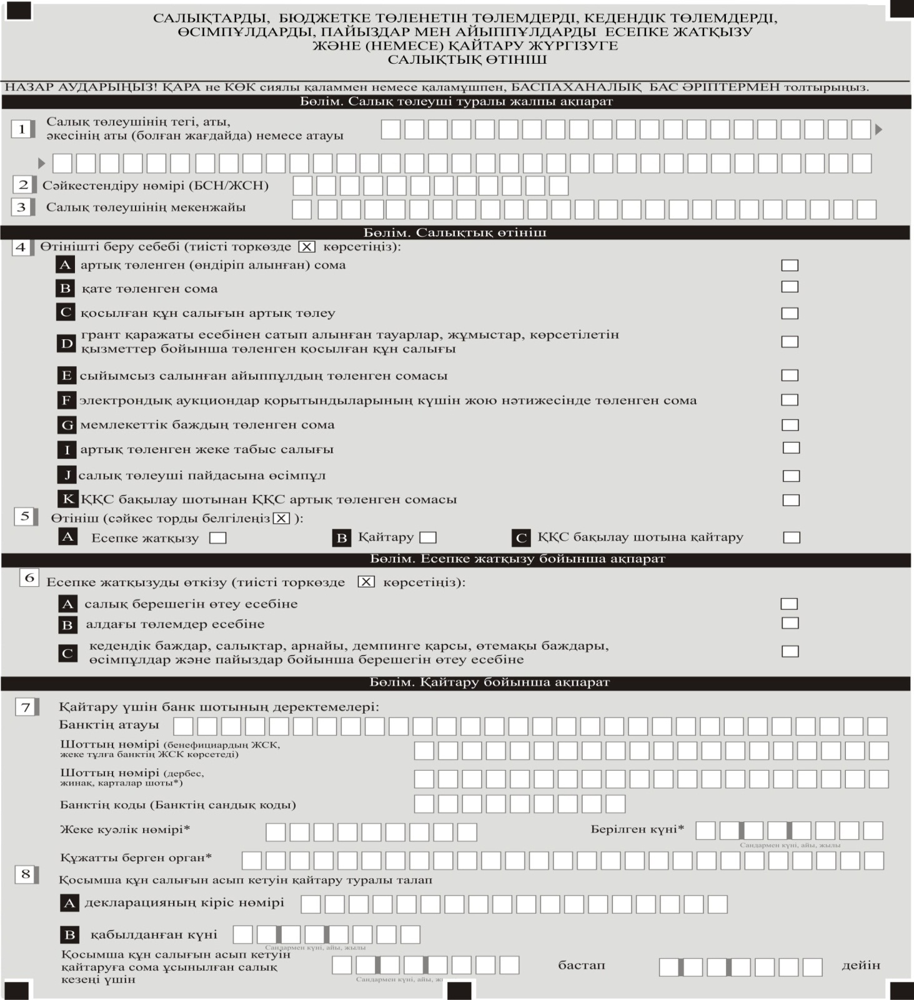 САЛЫҚТАРДЫ, БЮДЖЕТКЕ ТӨЛЕНЕТІН ТӨЛЕМДЕРДІ, КЕДЕНДІК ТӨЛЕМДЕРДІ,
ӨСІМПҰЛДАРДЫ, ПАЙЫЗДАР МЕН АЙЫППҰЛДАРДЫ ЕСЕПКЕ ЖАТҚЫЗУ
ЖӘНЕ (НЕМЕСЕ) ҚАЙТАРУ ЖҮРГІЗУГЕ
САЛЫҚТЫҚ ӨТІНІШ
НАЗАР АУДАРЫҢЫЗ! ҚАРА не КӨК сиялы қаламмен немесе қаламұшпен, БАСПАХАНАЛЫҚ БАС ӘРІПТЕРМЕН толтырыңыз.
Бөлім. Салық төлеуші туралы жалпы ақпарат
1 Салық төлеушінің тегі, аты,
әкесінің аты (болған жағдайда) немесе атауы
2 Сәйкестендіру нөмірі (БСН/ЖСН)
3 Салық төлеушінің мекенжайы
Бөлім. Салықтық өтініш
4 Өтінішті беру себебі (тиісті торкөзде X көрсетіңіз):
A артық төленген (өндіріп алынған) сома
B қате төленген сома
C қосылған құн салығын артық төлеу
D грант қаражаты есебінен сатып алынған тауарлар, жұмыстар, көрсетілетін
қызметтер бойынша төленген қосылған құн салығы
E сыйымсыз салынған айыппұлдың төленген сомасы
F электрондық аукциондар қорытындыларының күшін жою нәтижесінде төленген сома
G мемлекеттік баждың төленген сома
I артық төленген жеке табыс салығы
J салық төлеуші пайдасына өсімпұл
K ҚҚС бақылау шотынан ҚҚС артық төленген сомасы
5 Өтініш (сәйкес торды белгілеңіз X ):
A Есепке жатқызу B Қайтару C ҚҚС бақылау шотына қайтару
Бөлім. Есепке жатқызу бойынша ақпарат
6 Есепке жатқызуды өткізу (тиісті торкөзде X көрсетіңіз):
A салық берешегін өтеу есебіне
B алдағы төлемдер есебіне
C кедендік баждар, салықтар, арнайы, демпинге қарсы, өтемақы баждары,
өсімпұлдар және пайыздар бойынша берешегін өтеу есебіне
Бөлім. Қайтару бойынша ақпарат
7 Қайтару үшін банк шотының деректемелері:
Банктің атауы
Шоттың нөмірі (бенефициардың ЖСК,
жеке тұлға банктің ЖСК көрсетеді)
Шоттың нөмірі (дербес,
жинақ, карталар шоты*)
Банктің коды (Банктің сандық коды)
Жеке куәлік нөмірі* Берілген күні*
Сандармен күні, айы, жылы
Құжатты берген орган*
8 Қосымша құн салығын асып кетуін қайтару туралы талап
A декларацияның кіріс нөмірі
B қабылданған күні
Сандармен күні, айы, жылы
Қосымша құн салығын асып кетуін
қайтаруға сома ұсынылған салық бастап дейін
кезеңі үшін Сандармен күні, айы,